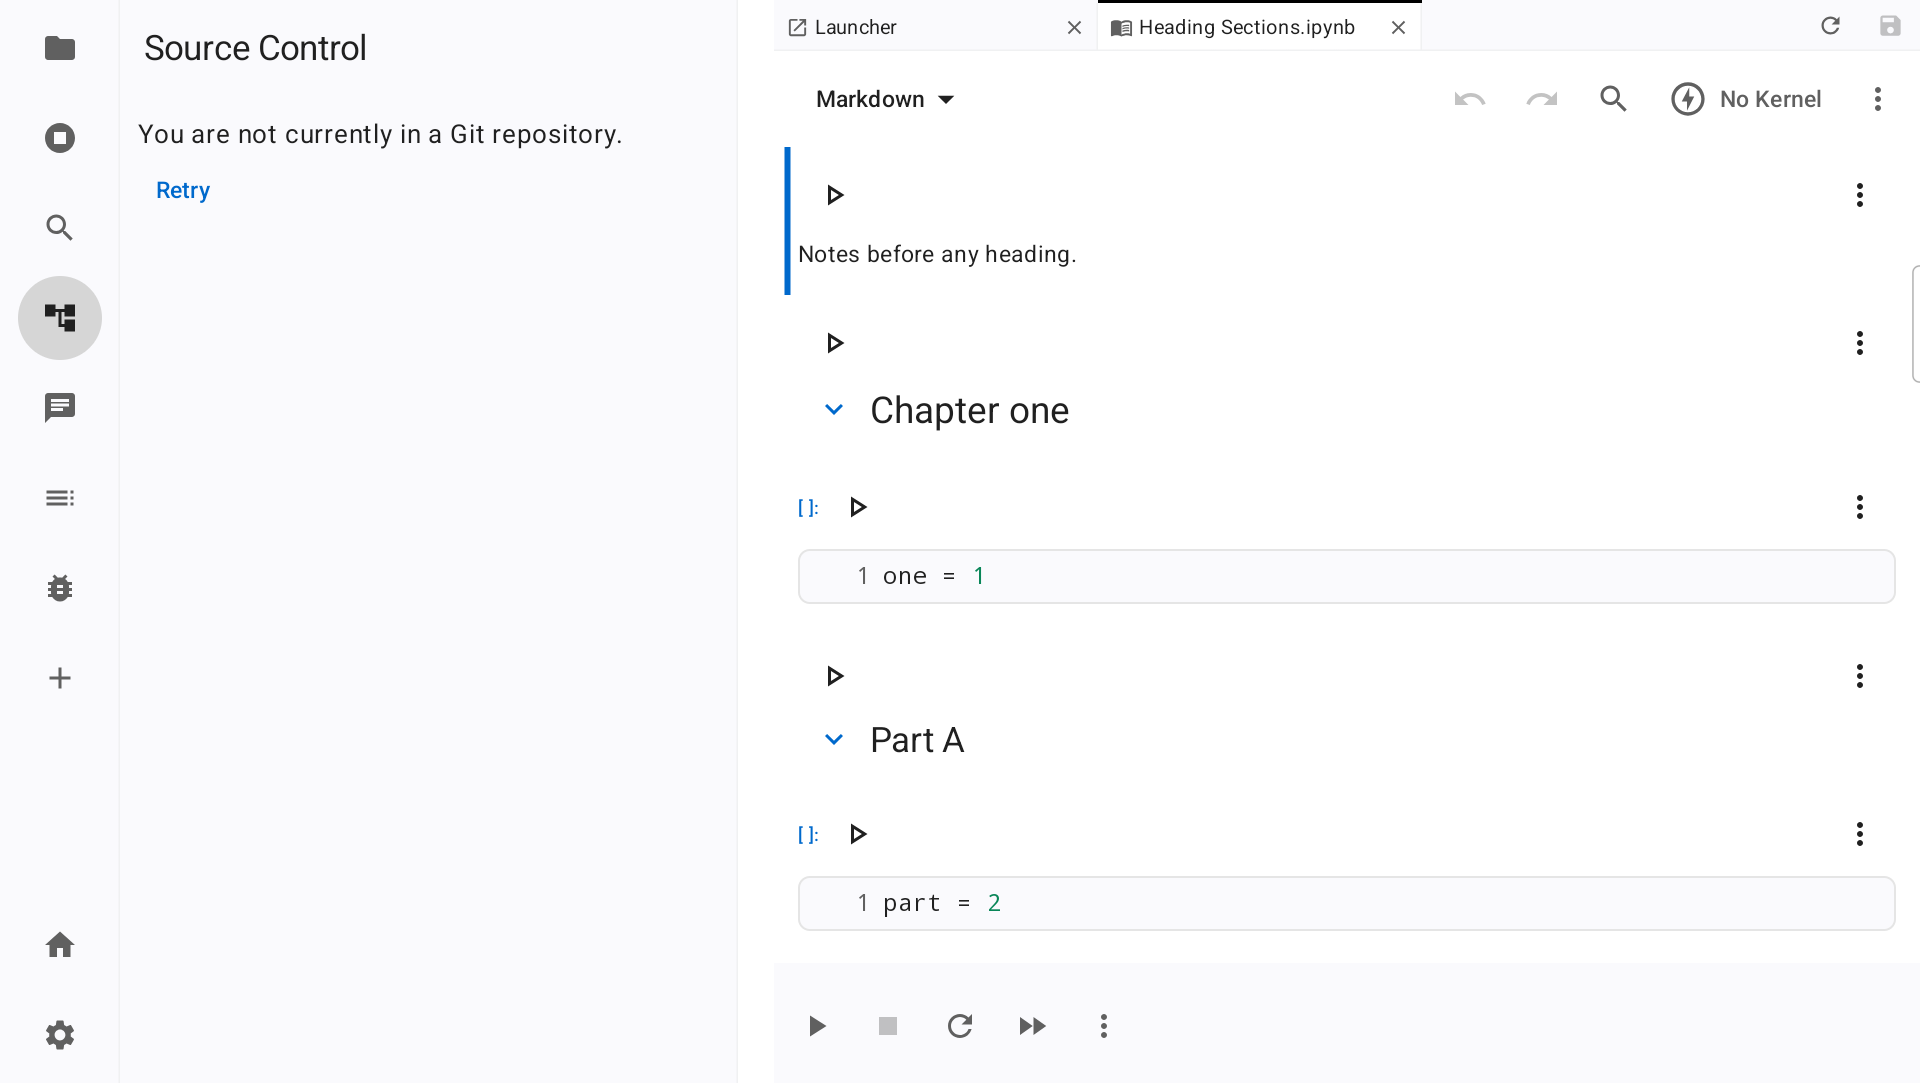 Source Control
You are not currently in a Git repository.
Retry
Launcher
Heading Sections.ipynb
Markdown
No Kernel
Notes before any heading.
Chapter one
[ ]:
1 one = 1
Part A
[ ]:
1 part = 2